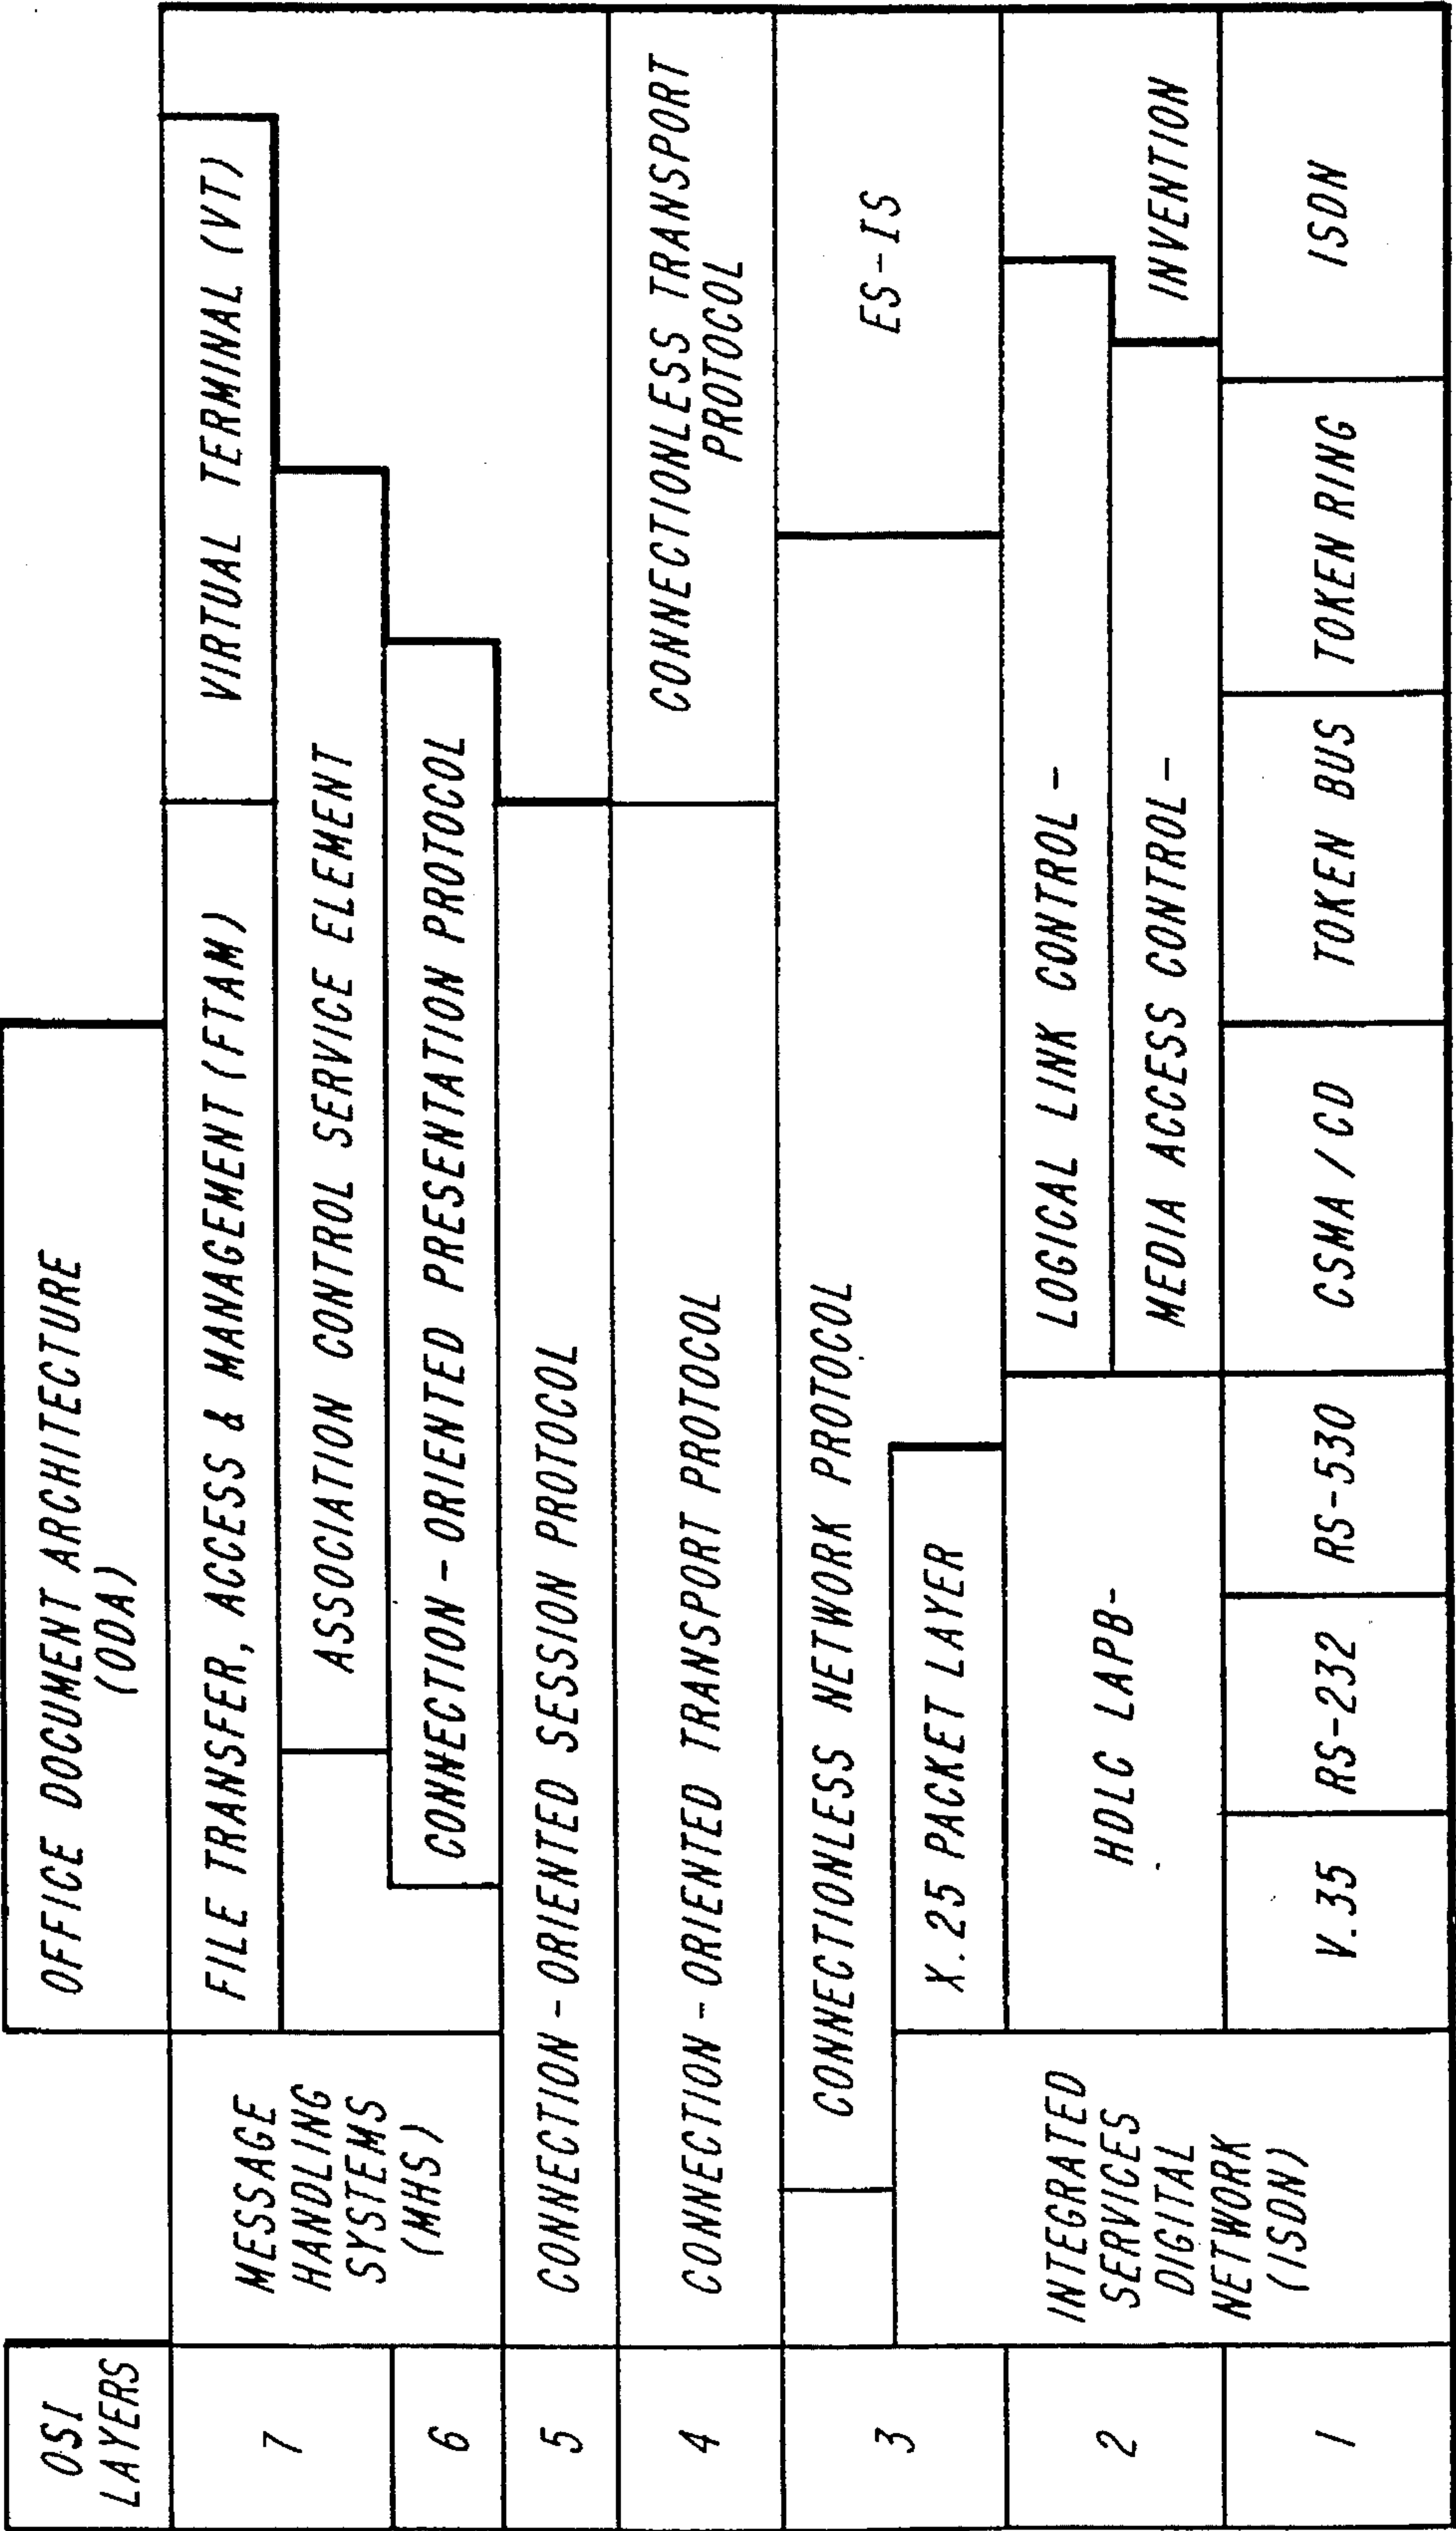 OSI
LAYERS
OFFICE DOCUMENT ARCHITECTURE
(ODA)
7
MESSAGE
HANDLING
SYSTEMS
(MHS)
FILE TRANSFER, ACCESS & MANAGEMENT (FTAM)
VIRTUAL TERMINAL (VT)
ASSOCIATION CONTROL SERVICE ELEMENT
6
CONNECTION-ORIENTED PRESENTATION PROTOCOL
5
CONNECTION-ORIENTED SESSION PROTOCOL
4
CONNECTION-ORIENTED TRANSPORT PROTOCOL
CONNECTIONLESS TRANSPORT
PROTOCOL
3
CONNECTIONLESS NETWORK PROTOCOL
ES-IS
X.25 PACKET LAYER
2
INTEGRATED
SERVICES
DIGITAL
NETWORK
(ISDN)
HDLC LAPB-
LOGICAL LINK CONTROL-
MEDIA ACCESS CONTROL-
INVENTION
1
V.35
RS-232
RS-530
CSMA/CD
TOKEN BUS
TOKEN RING
ISDN